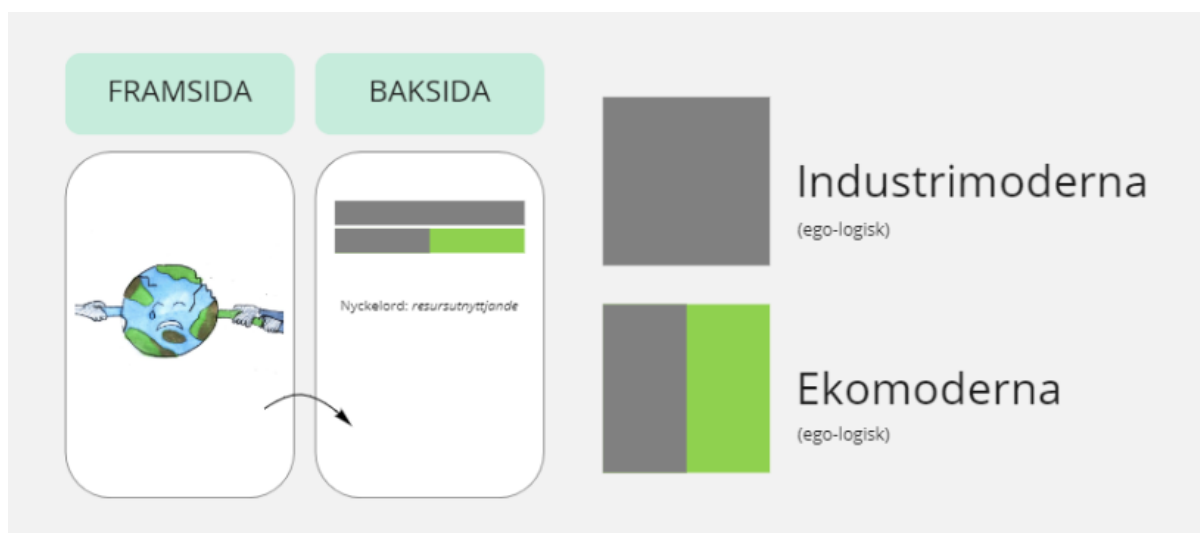 FRAMSIDA
BAKSIDA
Nyckelord: resursutnyttjande
Industrimoderna
(ego-logisk)
Ekomoderna
(ego-logisk)